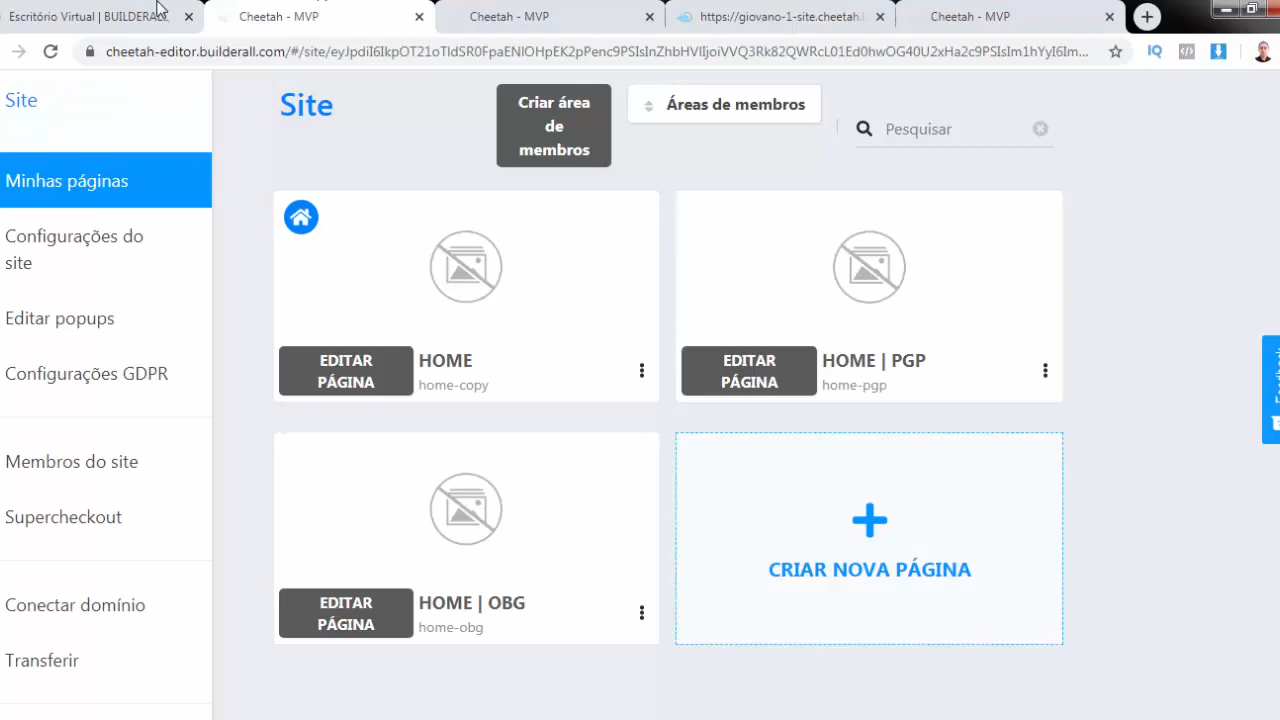 Escritório Virtual | BUILDERALL
Cheetah - MVP
Cheetah - MVP
https://giovano-1-site.cheetah.
Cheetah - MVP
cheetah-editor.builderall.com/#/site/eyJpdiI6IkpOT21oTldSR0FpaENIOHpEK2pPenc9PSIsInZhbHVlIjoiVVQ3Rk82QWRcL01Ed0hwOG40U2xHa2c9PSIsIm1hYyI6Im...
IQ
Site
Minhas páginas
Configurações do
site
Editar popups
Configurações GDPR
Membros do site
Supercheckout
Conectar domínio
Transferir
Site
Criar área
de
membros
Áreas de membros
Pesquisar
EDITAR
PÁGINA
HOME
home-copy
EDITAR
PÁGINA
HOME | PGP
home-pgp
EDITAR
PÁGINA
HOME | OBG
home-obg
CRIAR NOVA PÁGINA